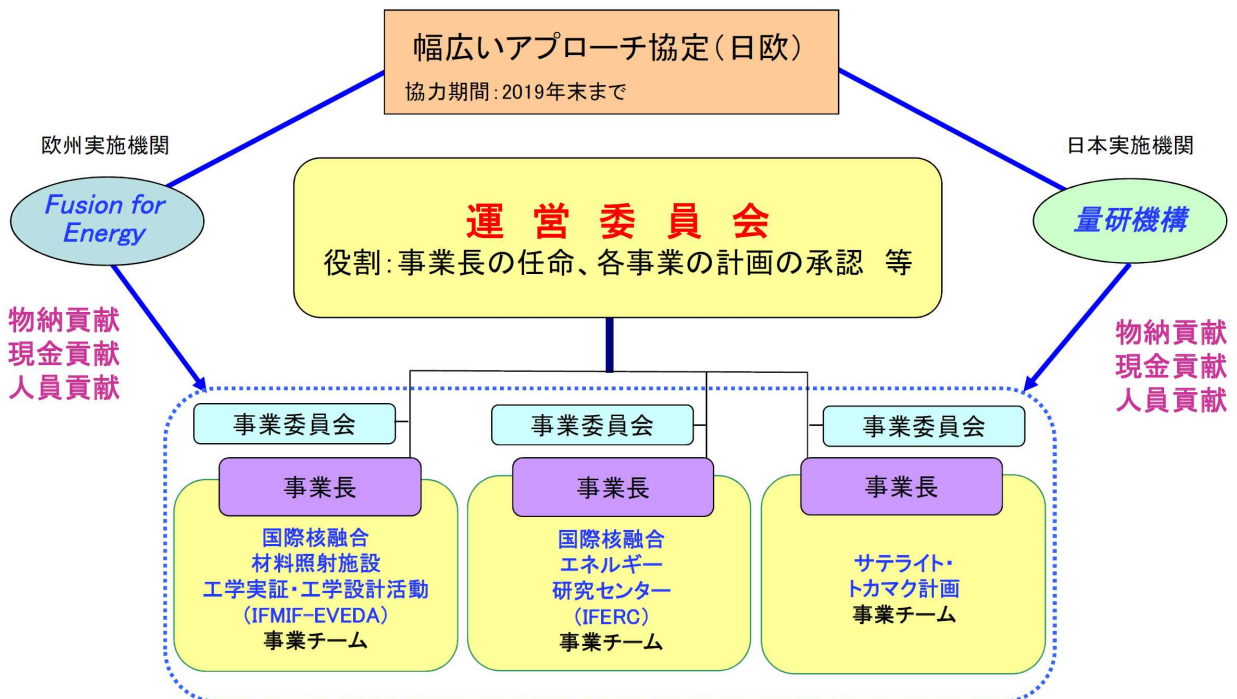 幅広いアプローチ協定(日欧)
協力期間:2019年末まで
欧州実施機関
Fusion for
Energy
日本実施機関
量研機構
運営委員会
役割:事業長の任命、各事業の計画の承認 等
物納貢献
現金貢献
人員貢献
物納貢献
現金貢献
人員貢献
事業委員会
事業長
国際核融合
材料照射施設
工学実証・工学設計活動
(IFMIF-EVEDA)
事業チーム
事業委員会
事業長
国際核融合
エネルギー
研究センター
(IFERC)
事業チーム
事業委員会
事業長
サテライト・
トカマク計画
事業チーム